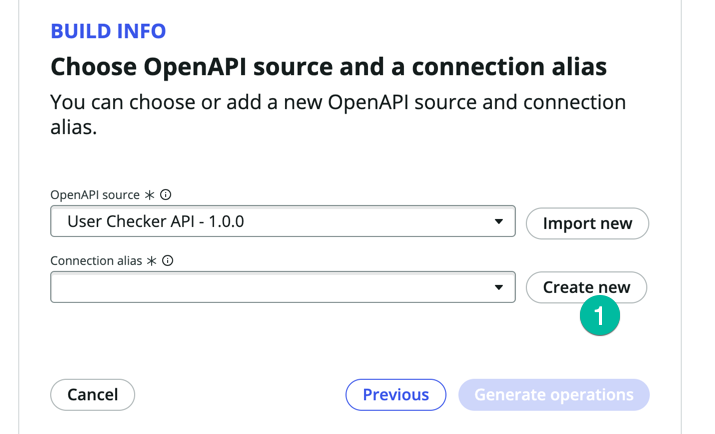 BUILD INFO
Choose OpenAPI source and a connection alias
You can choose or add a new OpenAPI source and connection
alias.
OpenAPI source *
User Checker API - 1.0.0
Import new
Connection alias *
Create new
1
Cancel
Previous
Generate operations